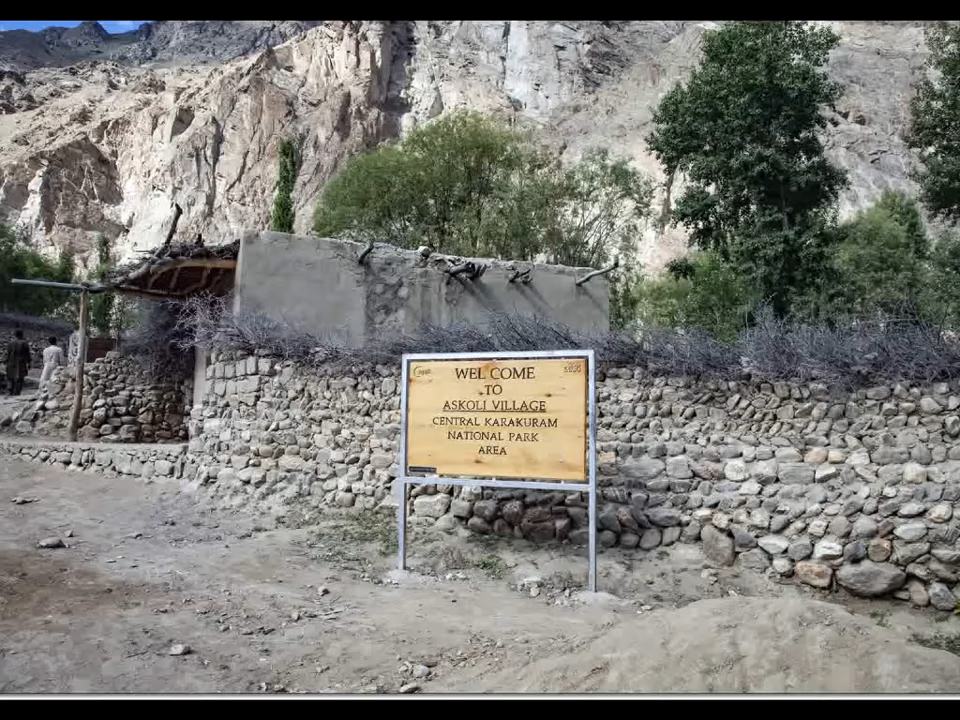 WEL COME
TO
ASKOLI VILLAGE
CENTRAL KARAKURAM
NATIONAL PARK
AREA